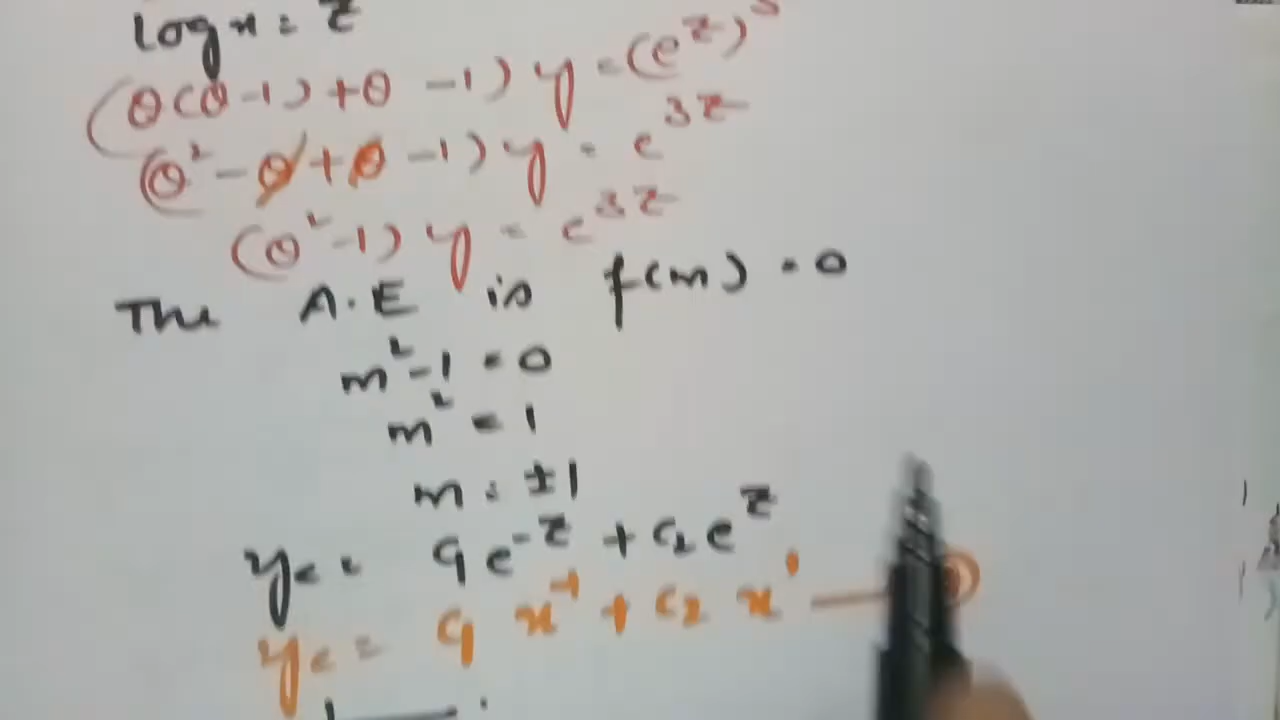 log x = z
(θ(θ-1)+θ -1) y = (e^z)^3
(θ² - θ + θ -1) y = e^3z
(θ² -1) y = e^3z
The A.E is f(m) = 0
m² -1 = 0
m² = 1
m = ±1
yc = c₁e^-z + c₂e^z
yc = c₁ x^-1 + c₂ x^1 —